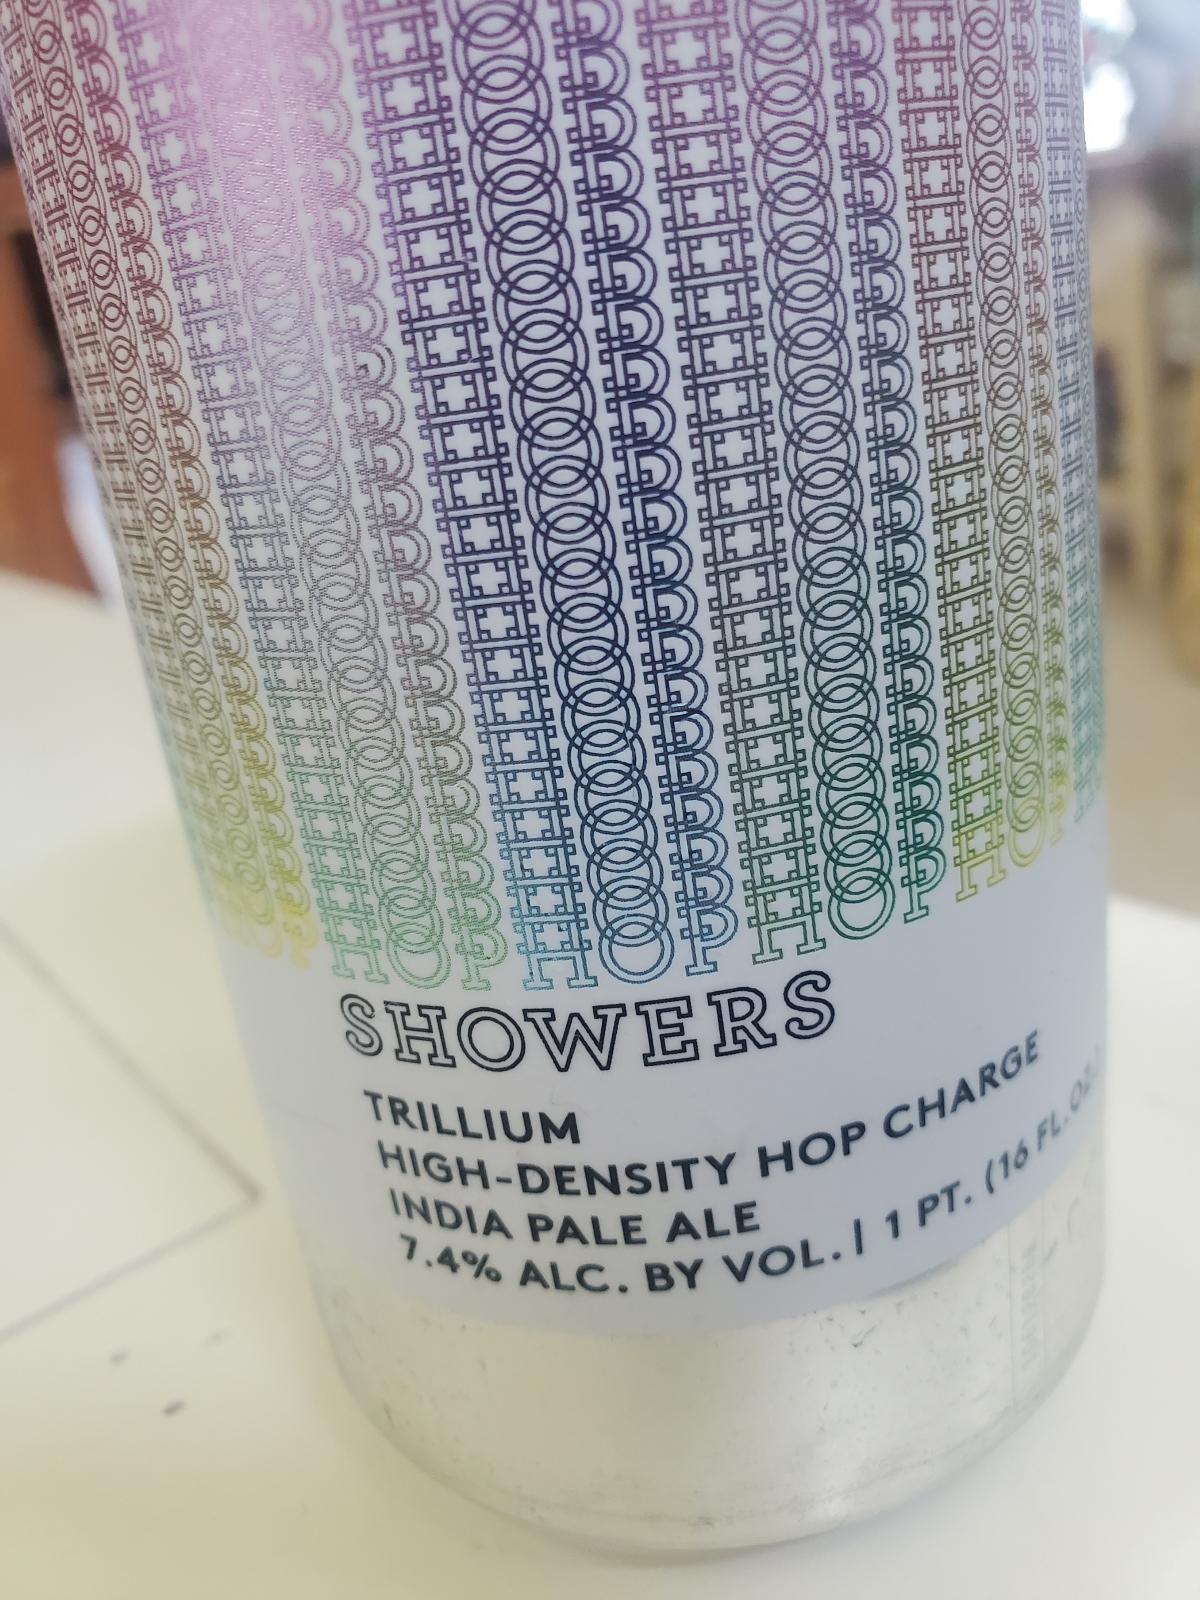 HOP HOP HOP HOP HOP
SHOWERS
TRILLIUM
HIGH-DENSITY HOP CHARGE
INDIA PALE ALE
7.4% ALC. BY VOL. | 1 PT. (16 FL.OZ.)